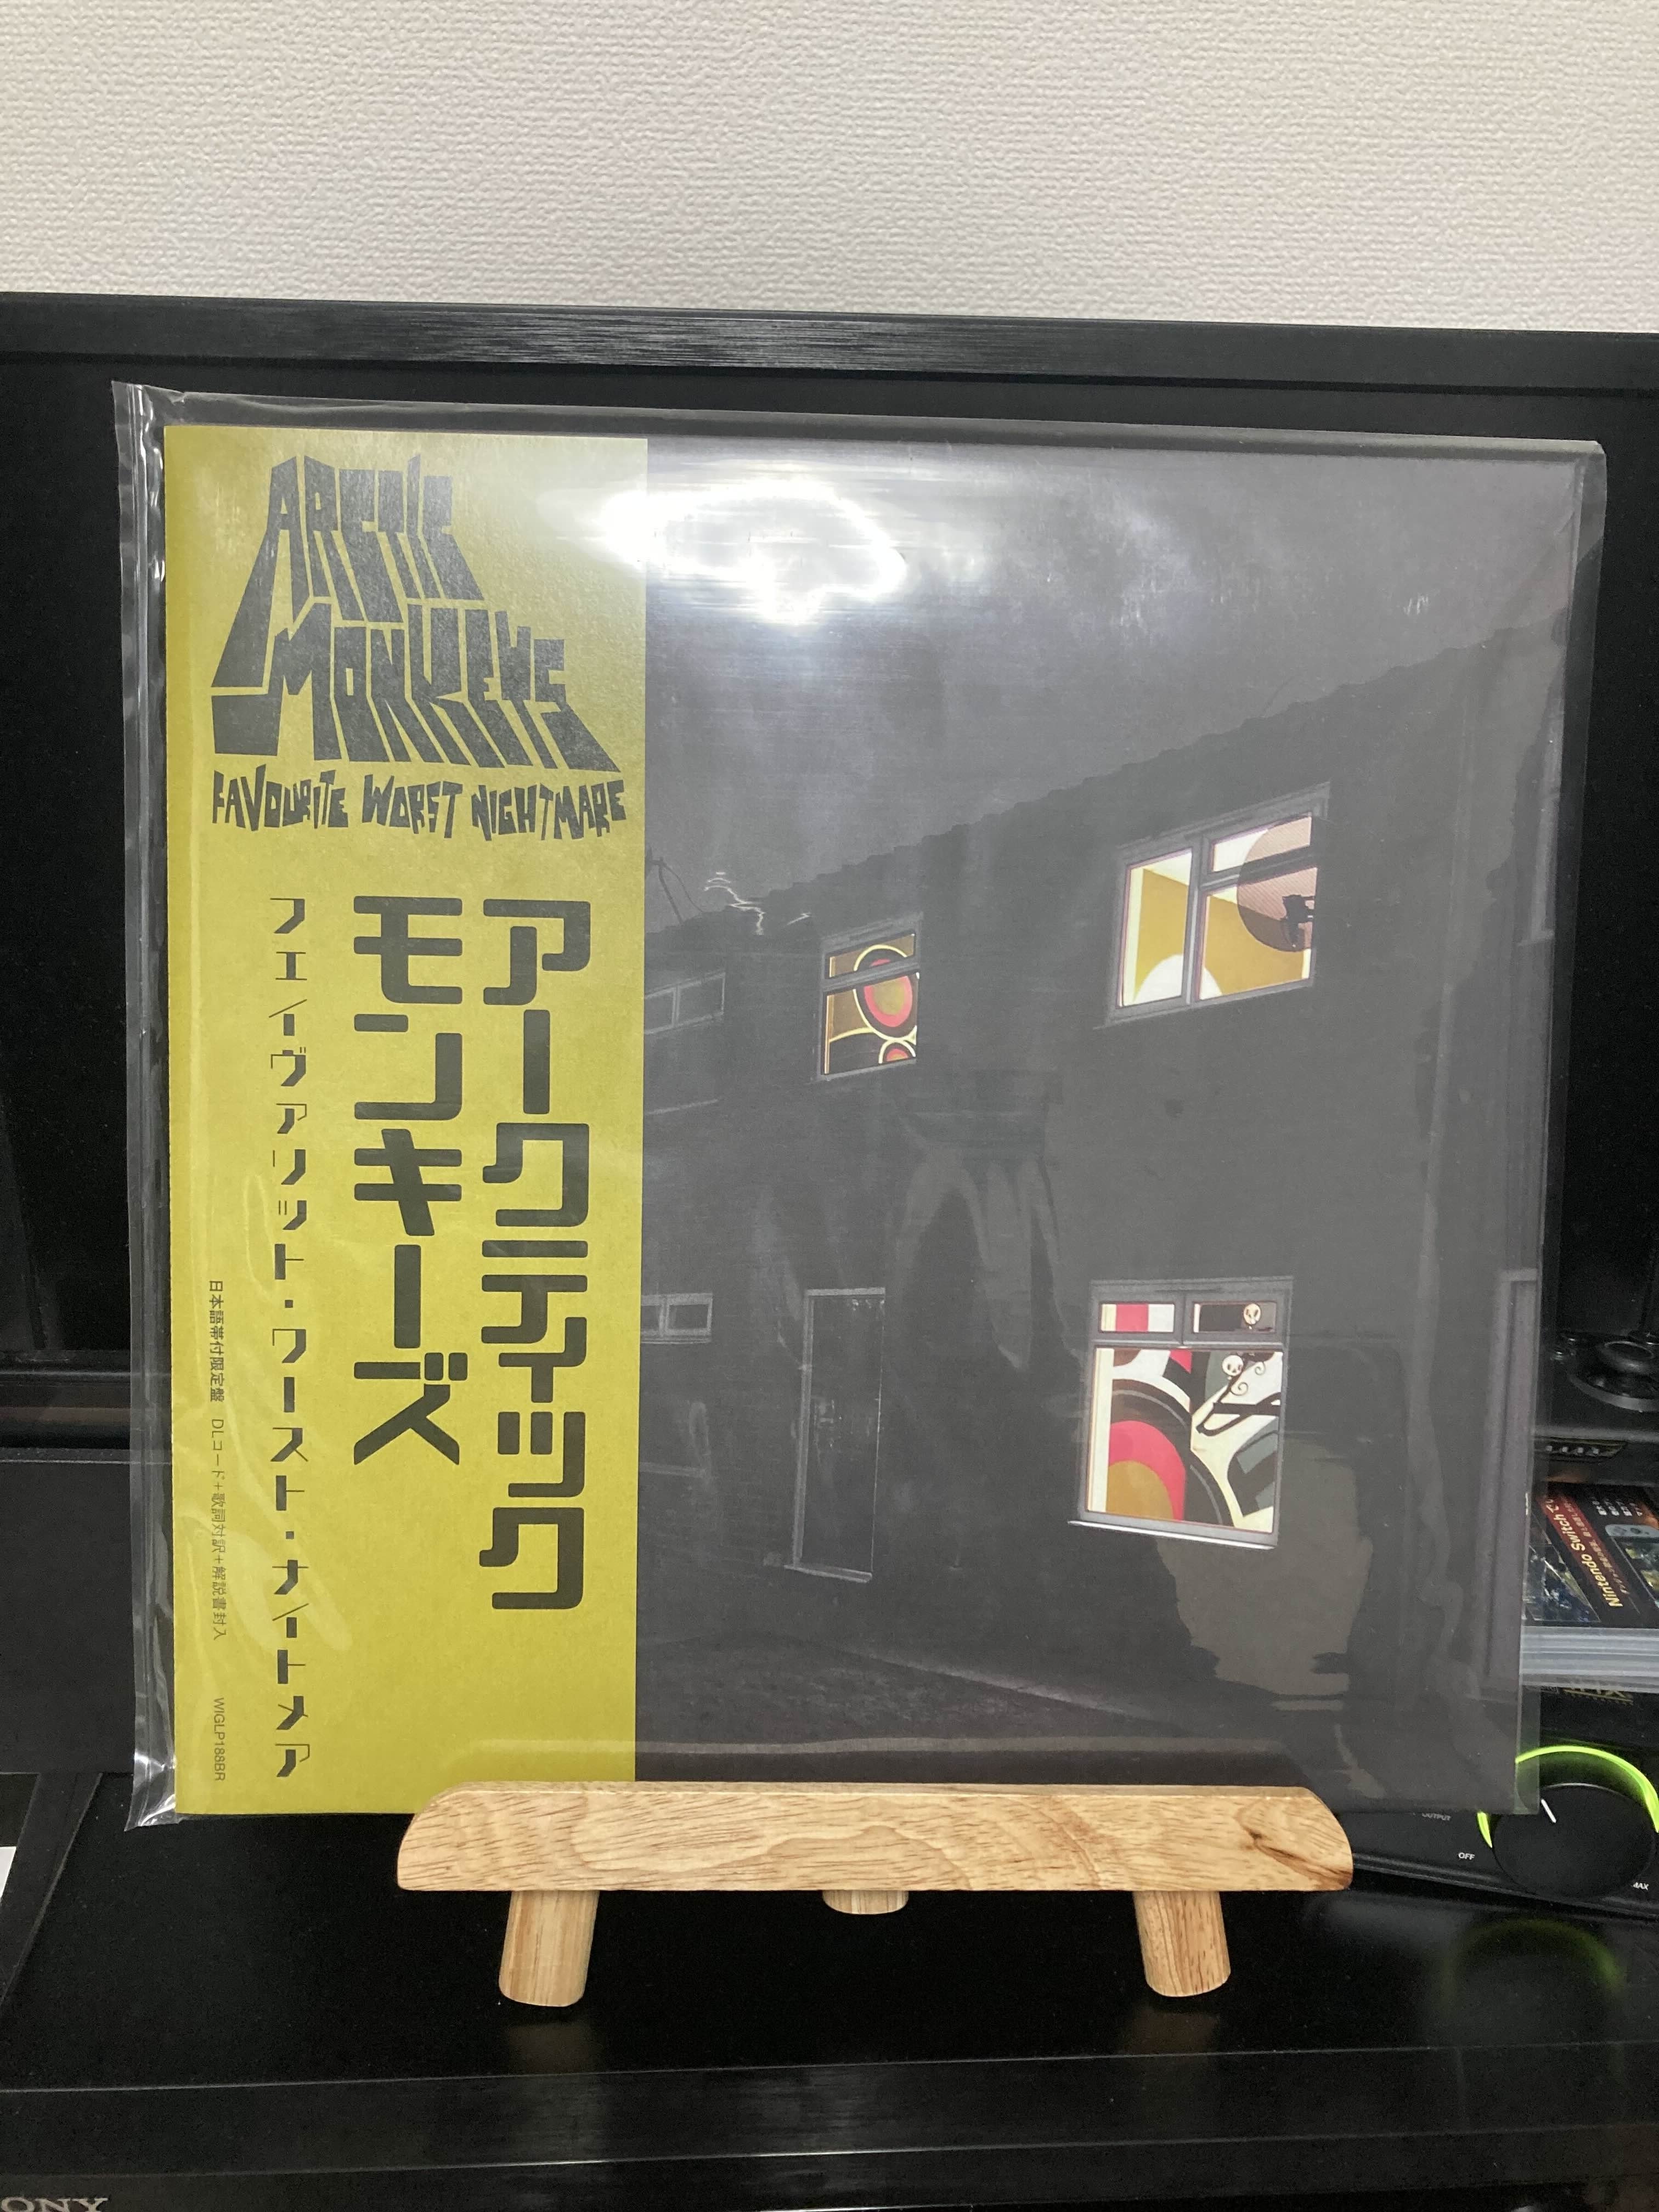 ARCTIC
MONKEYS
FAVOURITE WORST NIGHTMARE
アークティック
モンキーズ
フェイヴァリット・ワースト・ナイトメア
日本語帯付限定盤 DLコード+歌詞対訳+解説書封入
WIGLP188BR
Nintendo Switch
OUTPUT
OFF
MAX